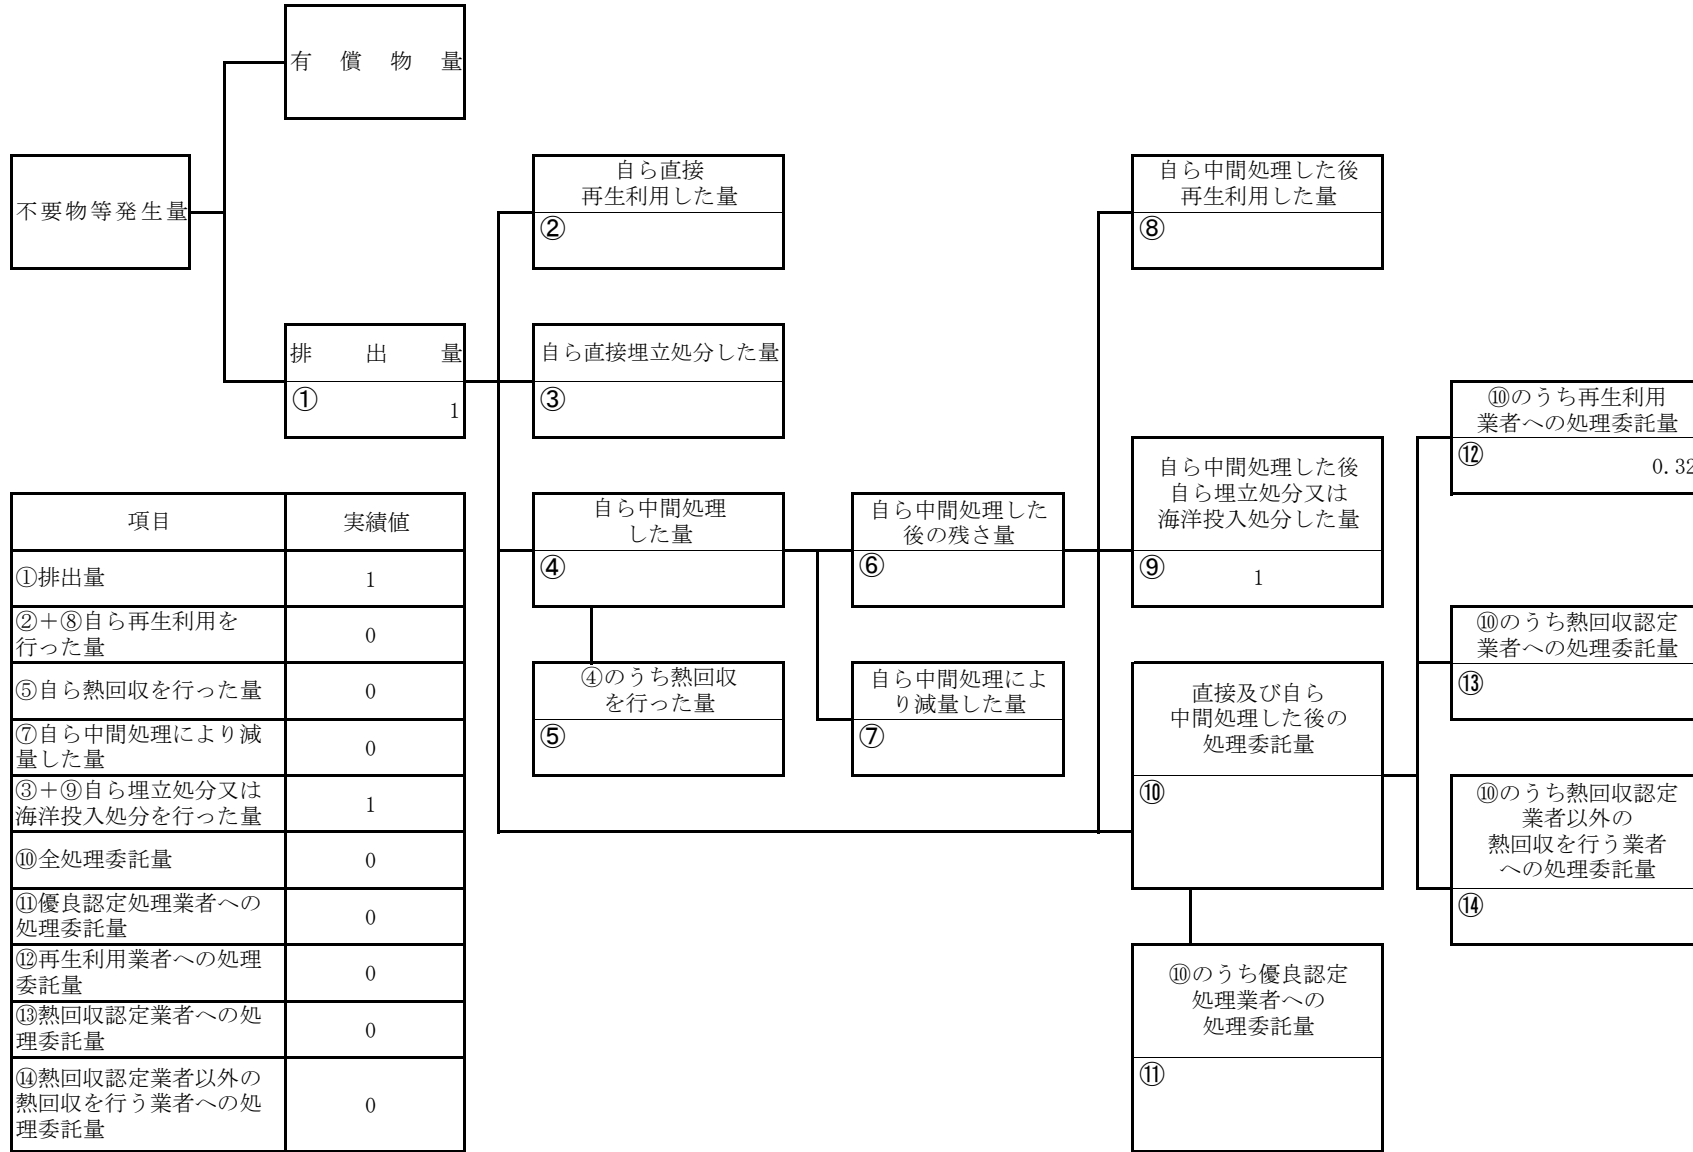 有償物量
不要物等発生量
自ら直接
再生利用した量
②
自ら中間処理した後
再生利用した量
⑧
排出量
①
1
自ら直接埋立処分した量
③
⑩のうち再生利用
業者への処理委託量
⑫
0.32
自ら中間処理
した量
④
自ら中間処理した
後の残さ量
⑥
自ら中間処理した後
自ら埋立処分又は
海洋投入処分した量
⑨
1
④のうち熱回収
を行った量
⑤
自ら中間処理によ
り減量した量
⑦
直接及び自ら
中間処理した後の
処理委託量
⑩
⑩のうち熱回収認定
業者への処理委託量
⑬
⑩のうち熱回収認定
業者以外の
熱回収を行う業者
への処理委託量
⑭
⑩のうち優良認定
処理業者への
処理委託量
⑪
項目 実績値
①排出量 1
②+⑧自ら再生利用を
行った量 0
⑤自ら熱回収を行った量 0
⑦自ら中間処理により減
量した量 0
③+⑨自ら埋立処分又は
海洋投入処分を行った量 1
⑩全処理委託量 0
⑪優良認定処理業者への
処理委託量 0
⑫再生利用業者への処理
委託量 0
⑬熱回収認定業者への処
理委託量 0
⑭熱回収認定業者以外の
熱回収を行う業者への処
理委託量 0